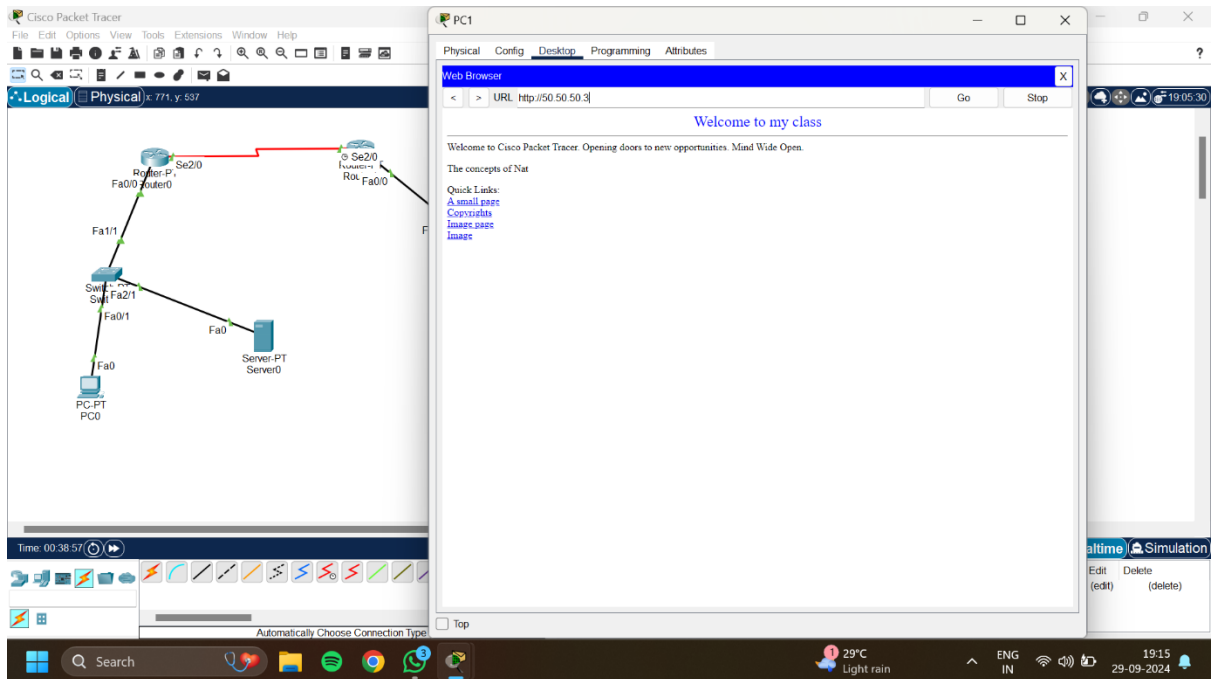 Cisco Packet Tracer
File Edit Options View Tools Extensions Window Help
Logical Physical x: 771, y: 537
19:05:30
Se2/0
Router-P
Fa0/0 Router0
Se2/0
Fa0/0
Fa1/1
F
Fa2/1
Fa0/1
Fa0
Server-PT
Server0
Fa0
PC-PT
PC0
Time: 00:38:57
Automatically Choose Connection Type
PC1
Physical Config Desktop Programming Attributes
Web Browser X
< > URL http://50.50.50.3 Go Stop
Welcome to my class
Welcome to Cisco Packet Tracer. Opening doors to new opportunities. Mind Wide Open.
The concepts of Nat
Quick Links:
A small page
Copyrights
Image page
Image
Top
?
altime Simulation
Edit Delete
(edit) (delete)
Search
3
1
29°C
Light rain
ENG
IN
19:15
29-09-2024